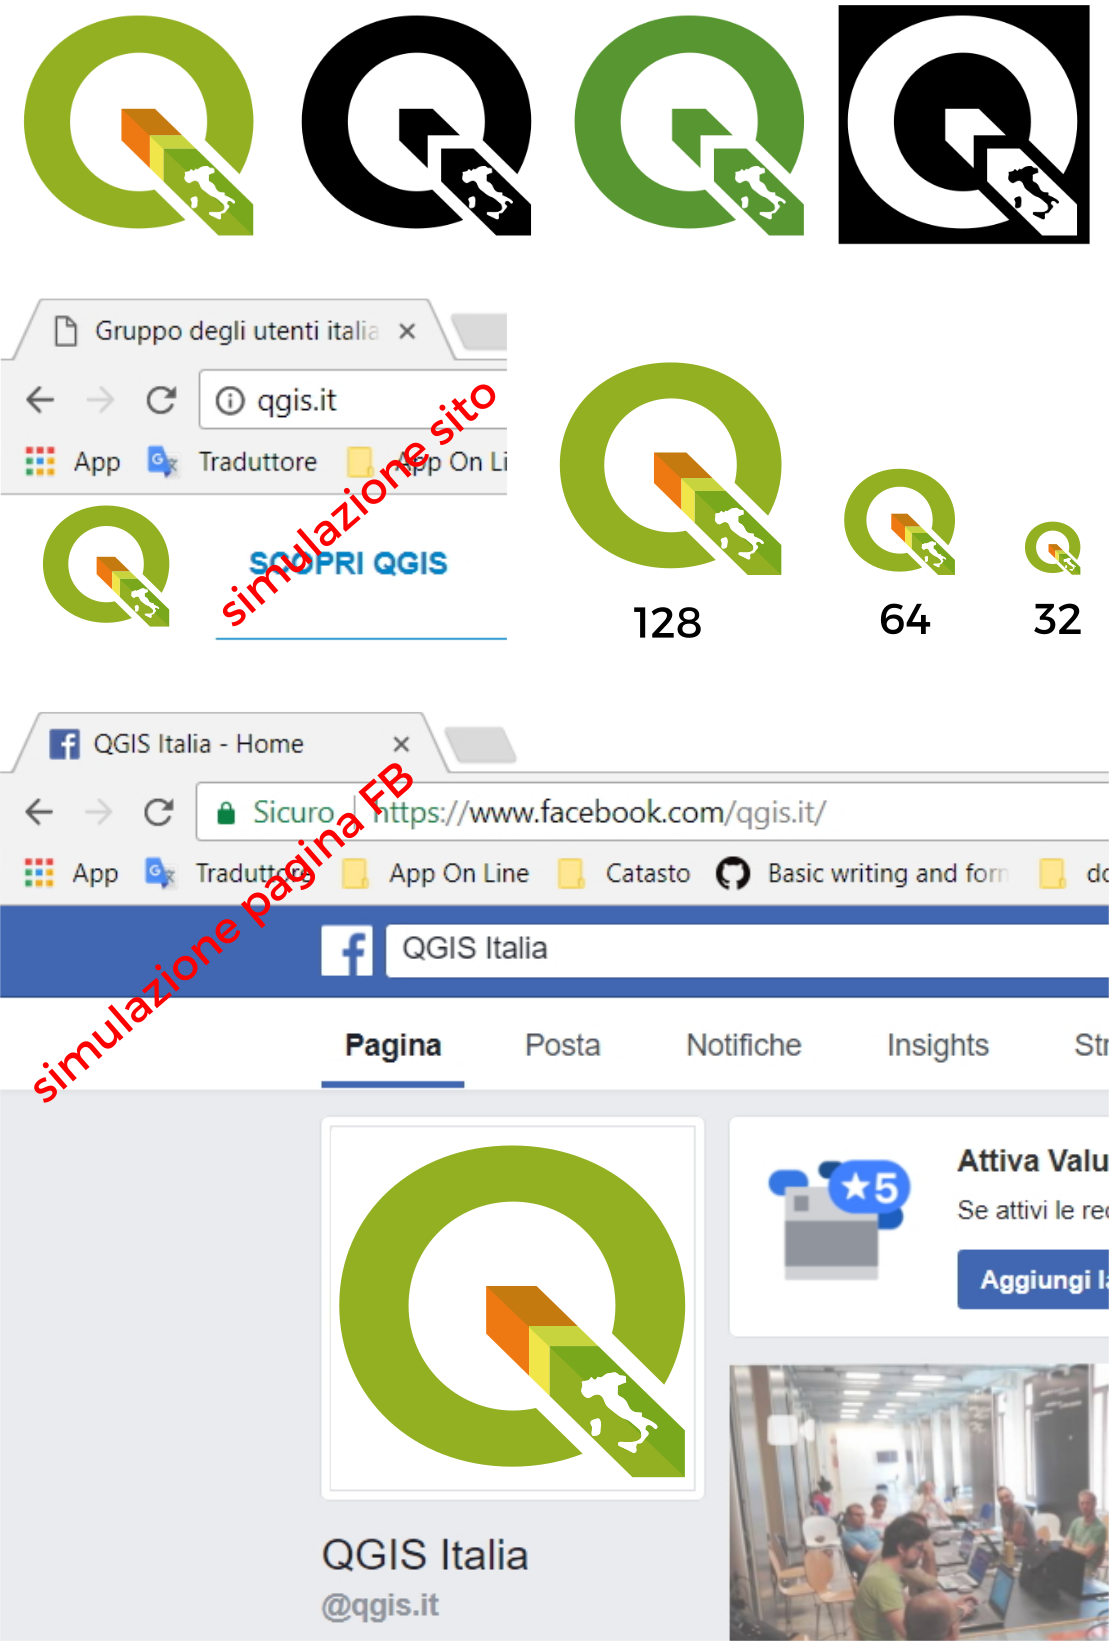 Gruppo degli utenti italia
qgis.it
App Traduttore App On Li
simulazione sito
SCOPRI QGIS
128 64 32
QGIS Italia - Home
Sicuro https://www.facebook.com/qgis.it/
App Traduttore App On Line Catasto Basic writing and form do
simulazione pagina FB
QGIS Italia
Pagina Posta Notifiche Insights Str
5
Attiva Valu
Se attivi le rec
Aggiungi la
QGIS Italia
@qgis.it